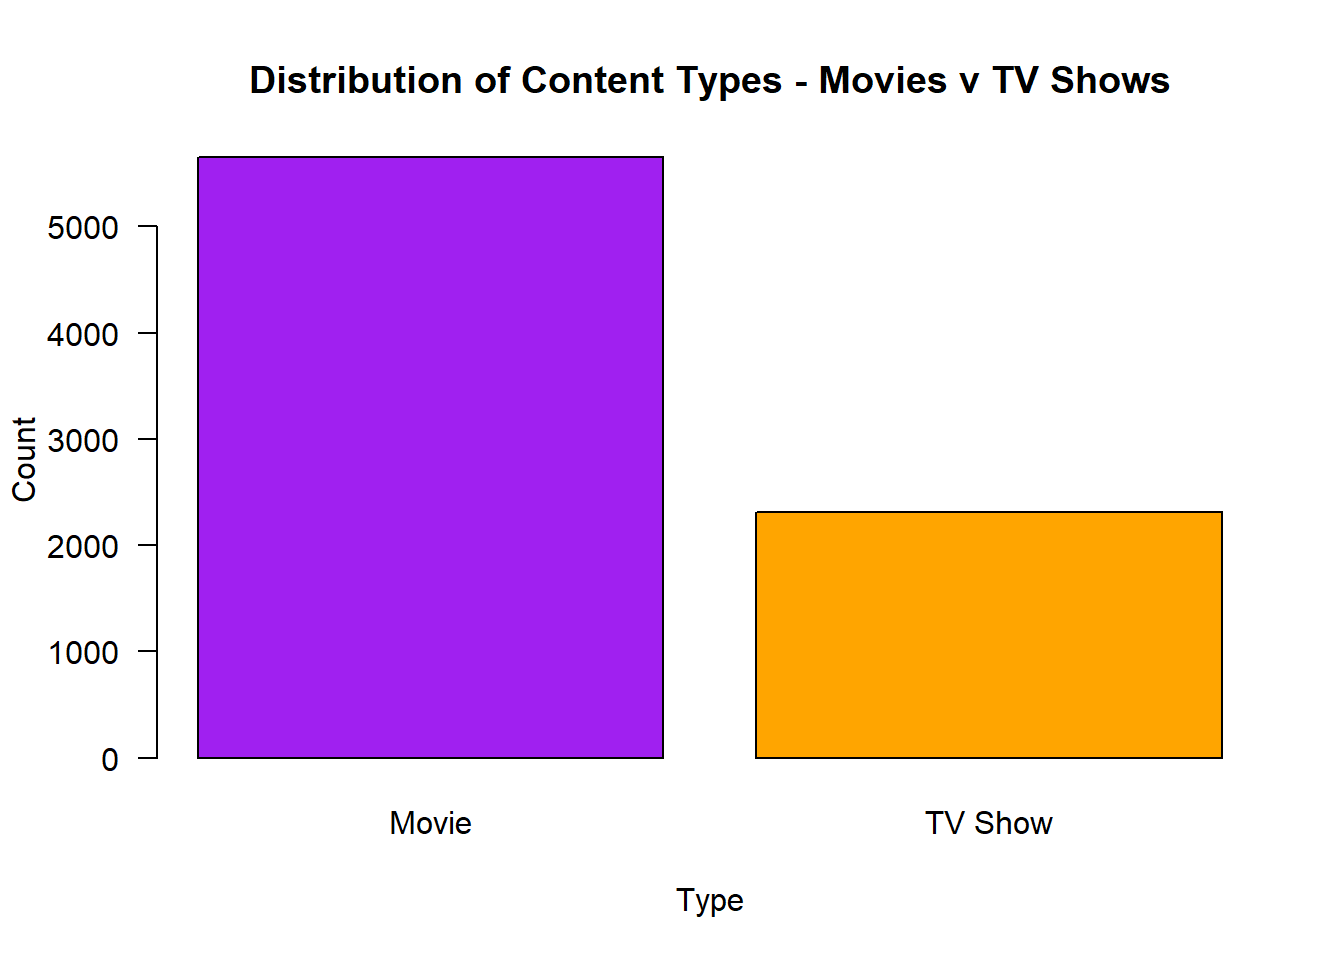 Distribution of Content Types - Movies v TV Shows
5000
4000
3000
2000
1000
0
Count
Movie
TV Show
Type